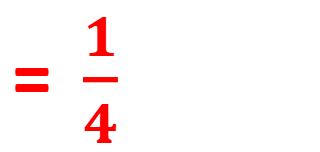 = 1/4